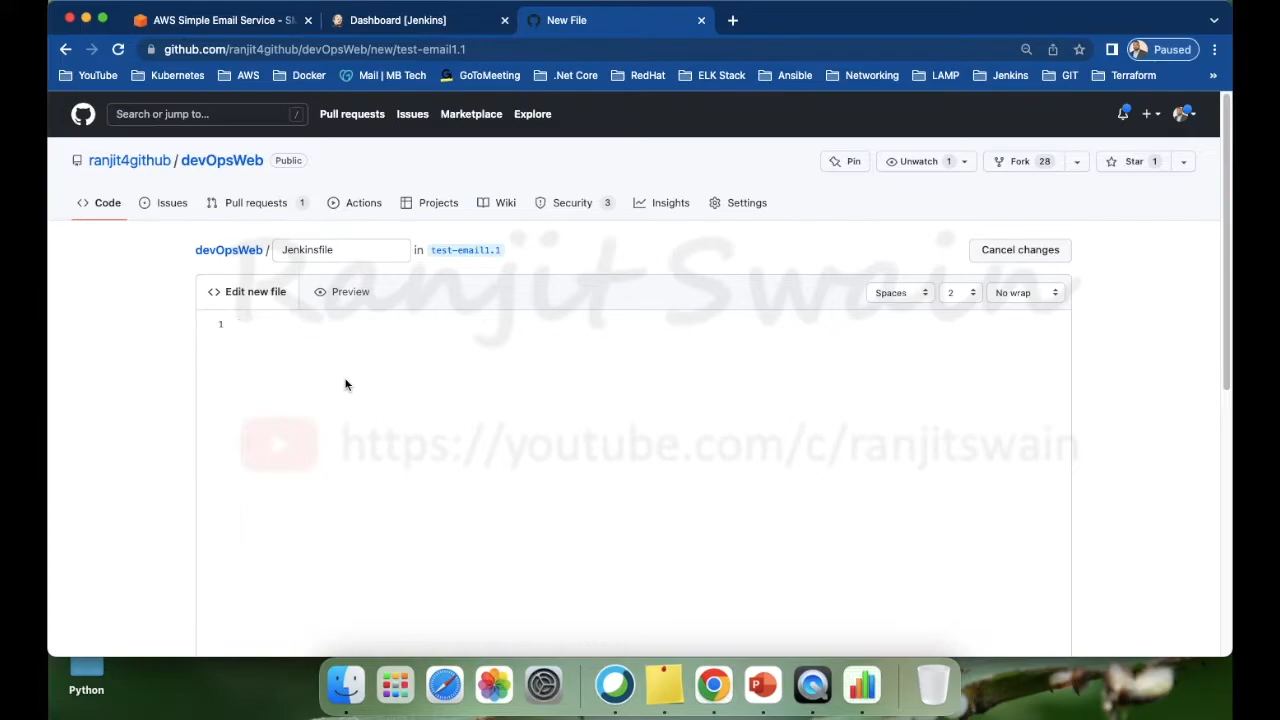 AWS Simple Email Service - S
Dashboard [Jenkins]
New File
github.com/ranjit4github/devOpsWeb/new/test-email1.1
Paused
YouTube
Kubernetes
AWS
Docker
Mail | MB Tech
GoToMeeting
.Net Core
RedHat
ELK Stack
Ansible
Networking
LAMP
Jenkins
GIT
Terraform
»
Search or jump to...
/
Pull requests
Issues
Marketplace
Explore
ranjit4github / devOpsWeb
Public
Pin
Unwatch 1
Fork 28
Star 1
Code
Issues
Pull requests 1
Actions
Projects
Wiki
Security 3
Insights
Settings
devOpsWeb / Jenkinsfile in test-email1.1
Cancel changes
Ranjit Swain
Edit new file
Preview
Spaces
2
No wrap
1
https://youtube.com/c/ranjitswain
Python